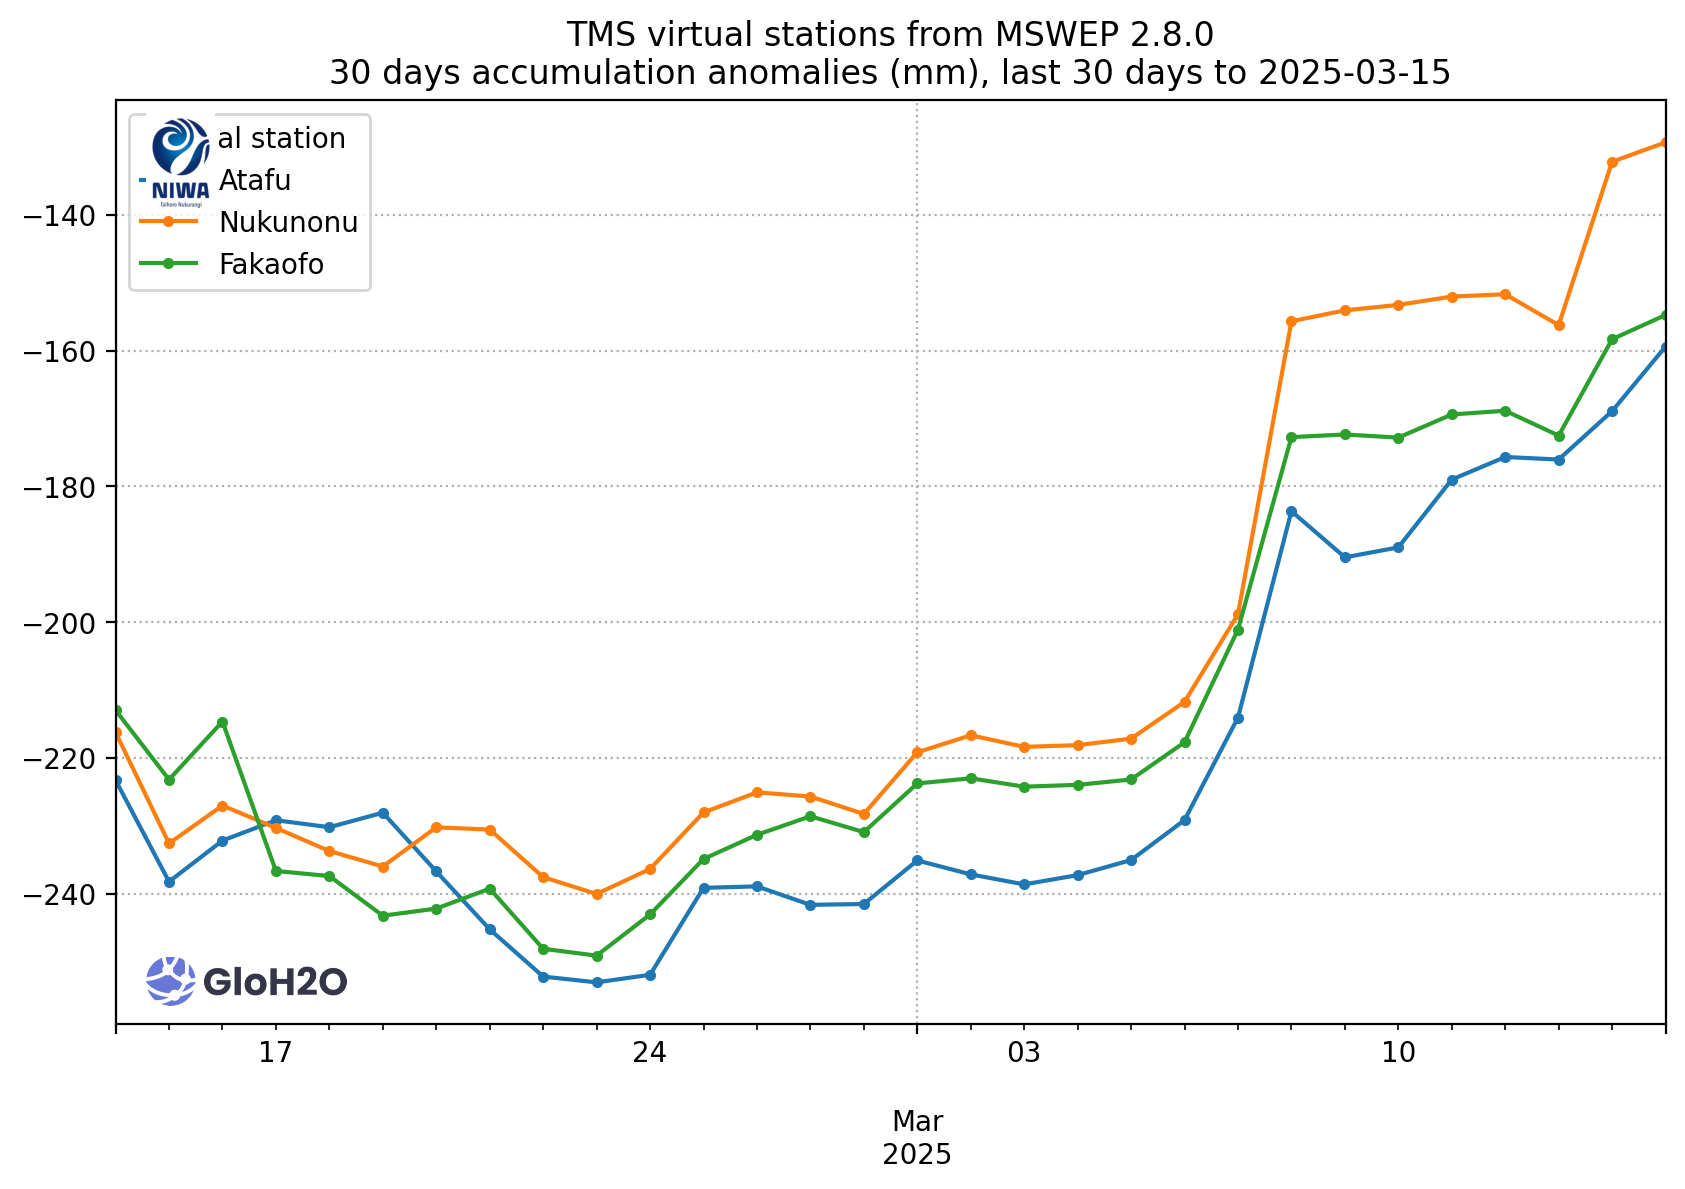 TMS virtual stations from MSWEP 2.8.0
30 days accumulation anomalies (mm), last 30 days to 2025-03-15
al station
Atafu
Nukunonu
Fakaofo
NIWA
Taihoro Nukurangi
−140
−160
−180
−200
−220
−240
GloH2O
17 24 03 10
Mar
2025